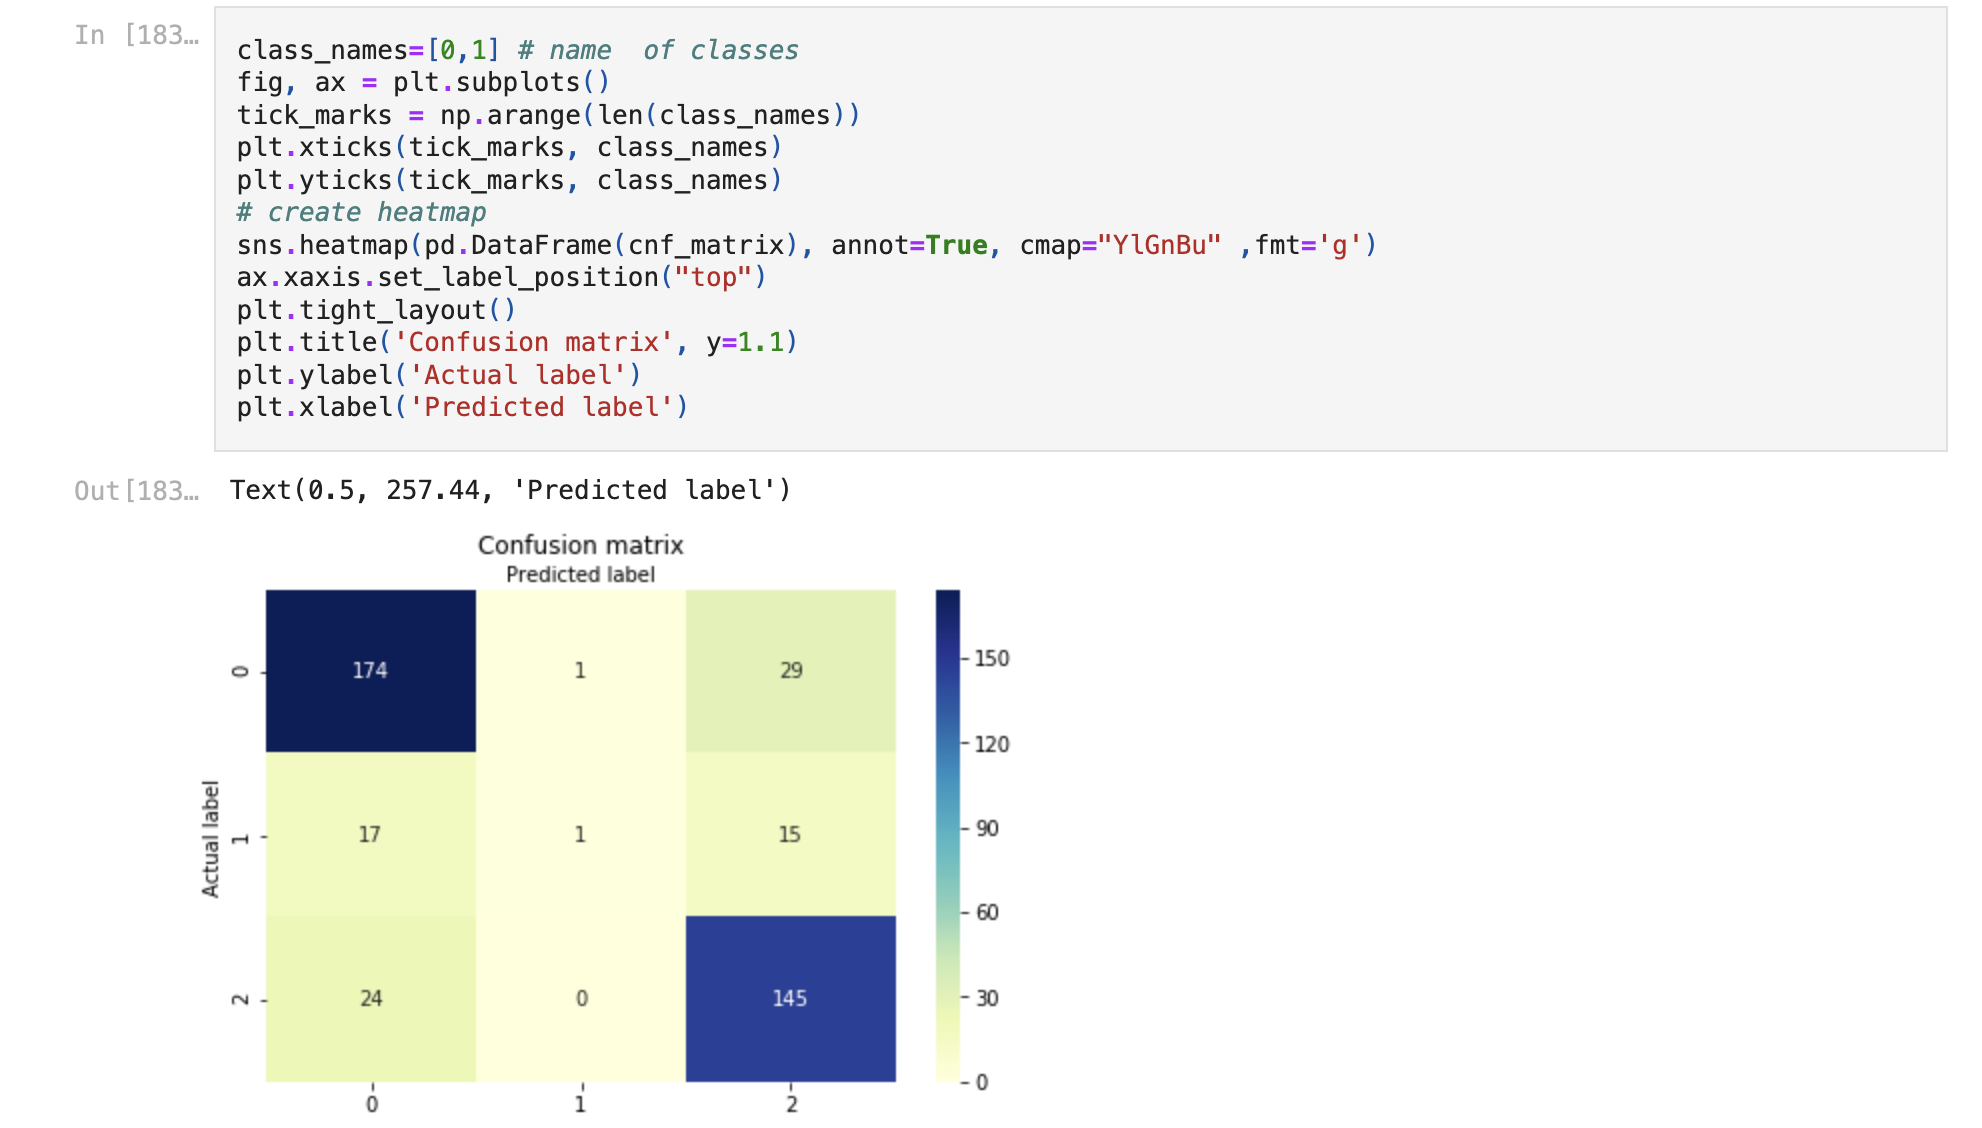 In [183…
class_names=[0,1] # name  of classes
fig, ax = plt.subplots()
tick_marks = np.arange(len(class_names))
plt.xticks(tick_marks, class_names)
plt.yticks(tick_marks, class_names)
# create heatmap
sns.heatmap(pd.DataFrame(cnf_matrix), annot=True, cmap="YlGnBu" ,fmt='g')
ax.xaxis.set_label_position("top")
plt.tight_layout()
plt.title('Confusion matrix', y=1.1)
plt.ylabel('Actual label')
plt.xlabel('Predicted label')
Out[183… Text(0.5, 257.44, 'Predicted label')
Confusion matrix
Predicted label
0 174 1 29
1 17 1 15
2 24 0 145
0 1 2
Actual label
150
120
90
60
30
0